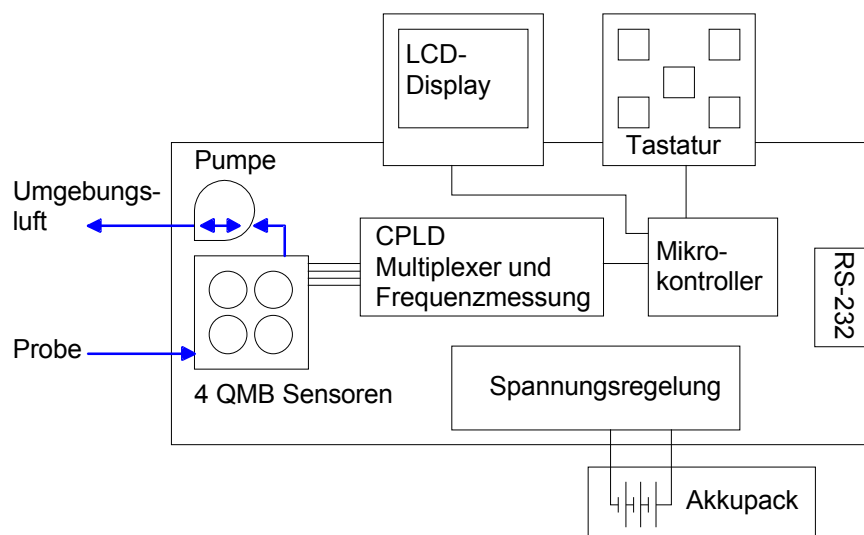 LCD-
Display
Tastatur
Pumpe
Umgebungs-
luft
CPLD
Multiplexer und
Frequenzmessung
Mikro-
kontroller
RS-232
Probe
4 QMB Sensoren
Spannungsregelung
Akkupack